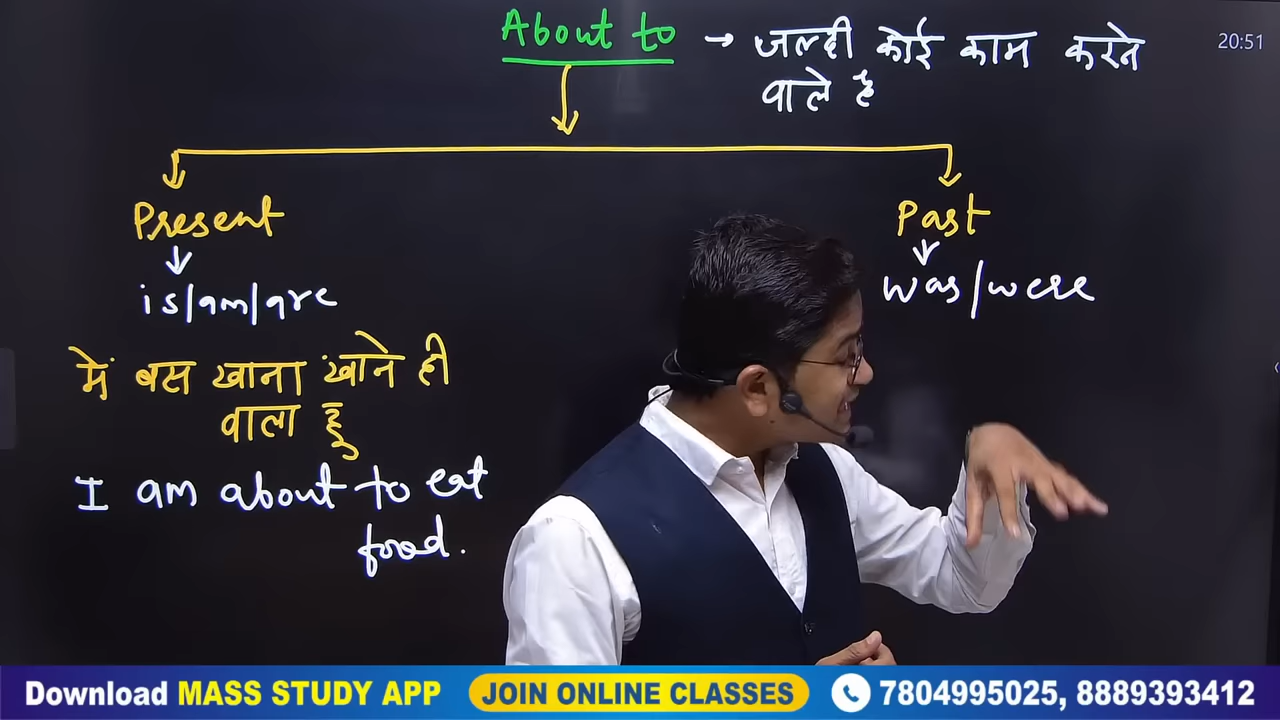 About to → जल्दी कोई काम करने
वाले है
20:51
Present
Past
is/am/are
was/were
में बस खाना खाने ही
वाला हू
I am about to eat
food.
Download MASS STUDY APP JOIN ONLINE CLASSES 7804995025, 8889393412